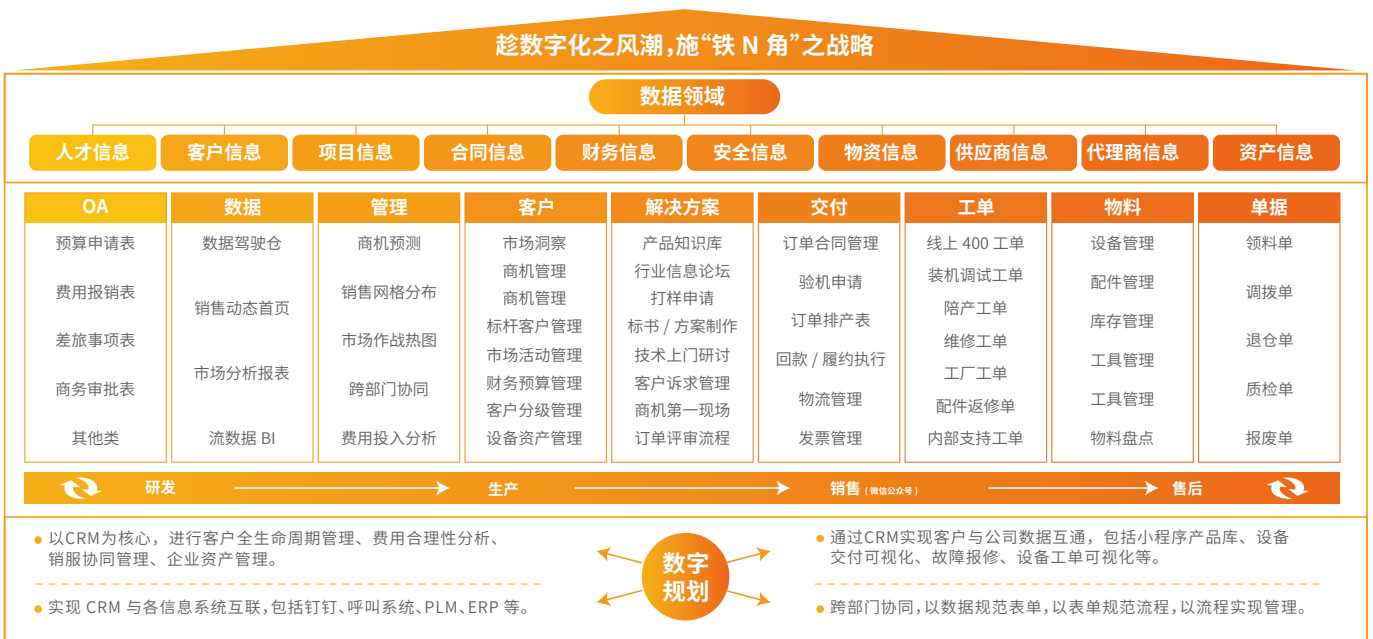 趁数字化之风潮,施“铁 N 角”之战略
数据领域
人才信息
客户信息
项目信息
合同信息
财务信息
安全信息
物资信息
供应商信息
代理商信息
资产信息
OA
预算申请表
费用报销表
差旅事项表
商务审批表
其他类
数据
数据驾驶仓
销售动态首页
市场分析报表
流数据 BI
管理
商机预测
销售网格分布
市场作战热图
跨部门协同
费用投入分析
客户
市场洞察
商机管理
商机管理
标杆客户管理
市场活动管理
财务预算管理
客户分级管理
设备资产管理
解决方案
产品知识库
行业信息论坛
打样申请
标书 / 方案制作
技术上门研讨
客户诉求管理
商机第一现场
订单评审流程
交付
订单合同管理
验机申请
订单排产表
回款 / 履约执行
物流管理
发票管理
工单
线上 400 工单
装机调试工单
陪产工单
维修工单
工厂工单
配件返修单
内部支持工单
物料
设备管理
配件管理
库存管理
工具管理
工具管理
物料盘点
单据
领料单
调拨单
退仓单
质检单
报废单
研发
生产
销售 ( 微信公众号 )
售后
以CRM为核心，进行客户全生命周期管理、费用合理性分析、
销服协同管理、企业资产管理。
实现 CRM 与各信息系统互联,包括钉钉、呼叫系统、PLM、ERP 等。
数字
规划
通过CRM实现客户与公司数据互通，包括小程序产品库、设备
交付可视化、故障报修、设备工单可视化等。
跨部门协同,以数据规范表单,以表单规范流程,以流程实现管理。